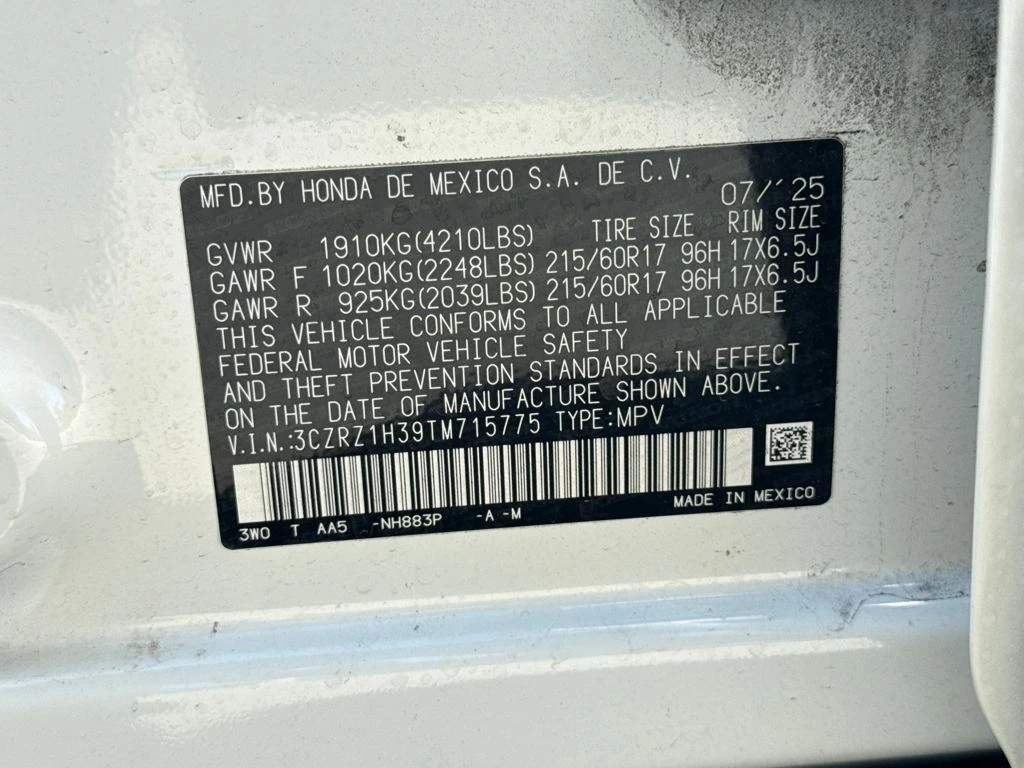 MFD.BY HONDA DE MEXICO S.A. DE C.V. 07/´25
TIRE SIZE RIM SIZE
GVWR 1910KG(4210LBS)
GAWR F 1020KG(2248LBS) 215/60R17 96H 17X6.5J
GAWR R 925KG(2039LBS) 215/60R17 96H 17X6.5J
THIS VEHICLE CONFORMS TO ALL APPLICABLE
FEDERAL MOTOR VEHICLE SAFETY
AND THEFT PREVENTION STANDARDS IN EFFECT
ON THE DATE OF MANUFACTURE SHOWN ABOVE.
V.I.N.:3CZRZ1H39TM715775 TYPE:MPV
3W0 T AA5 -NH883P -A -M MADE IN MEXICO